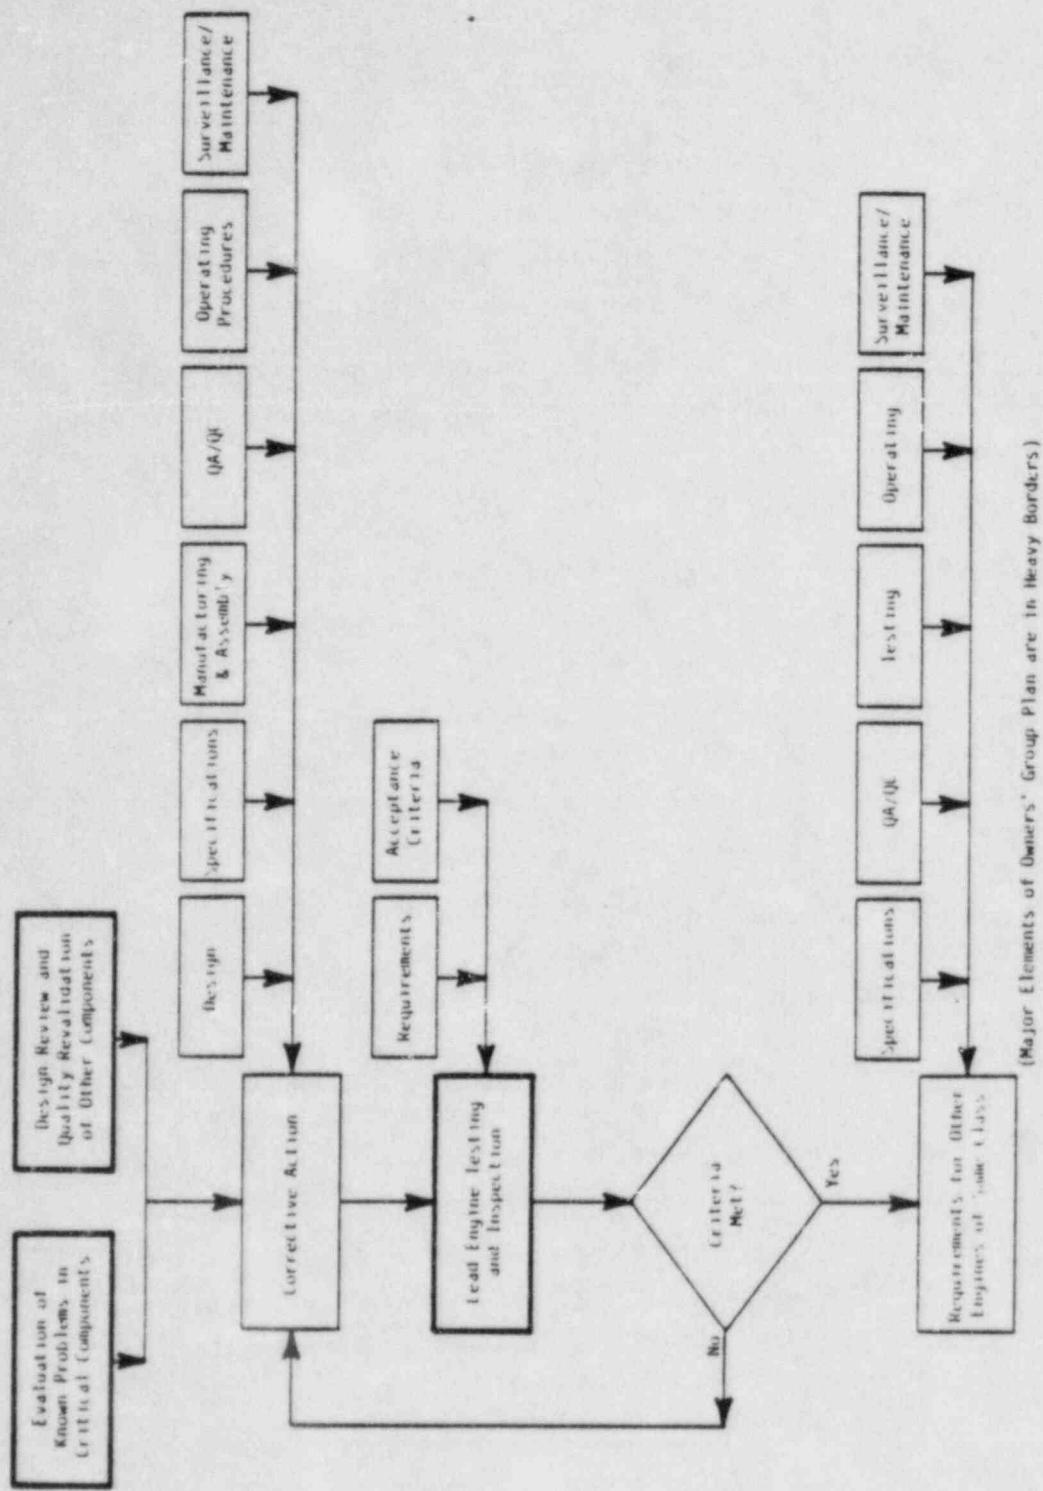 Evaluation of
Known Problems in
Critical Components
Design Review and
Quality Revalidation
of Other Components
Corrective Action
Design
Specifications
Manufacturing
& Assembly
QA/QC
Operating
Procedures
Surveillance/
Maintenance
Lead Engine Testing
and Inspection
Requirements
Acceptance
Criteria
Criteria
Met?
No
Yes
Requirements for Other
Engines of Same Class
Specifications
QA/QC
Testing
Operating
Surveillance/
Maintenance
(Major Elements of Owners' Group Plan are in Heavy Borders)